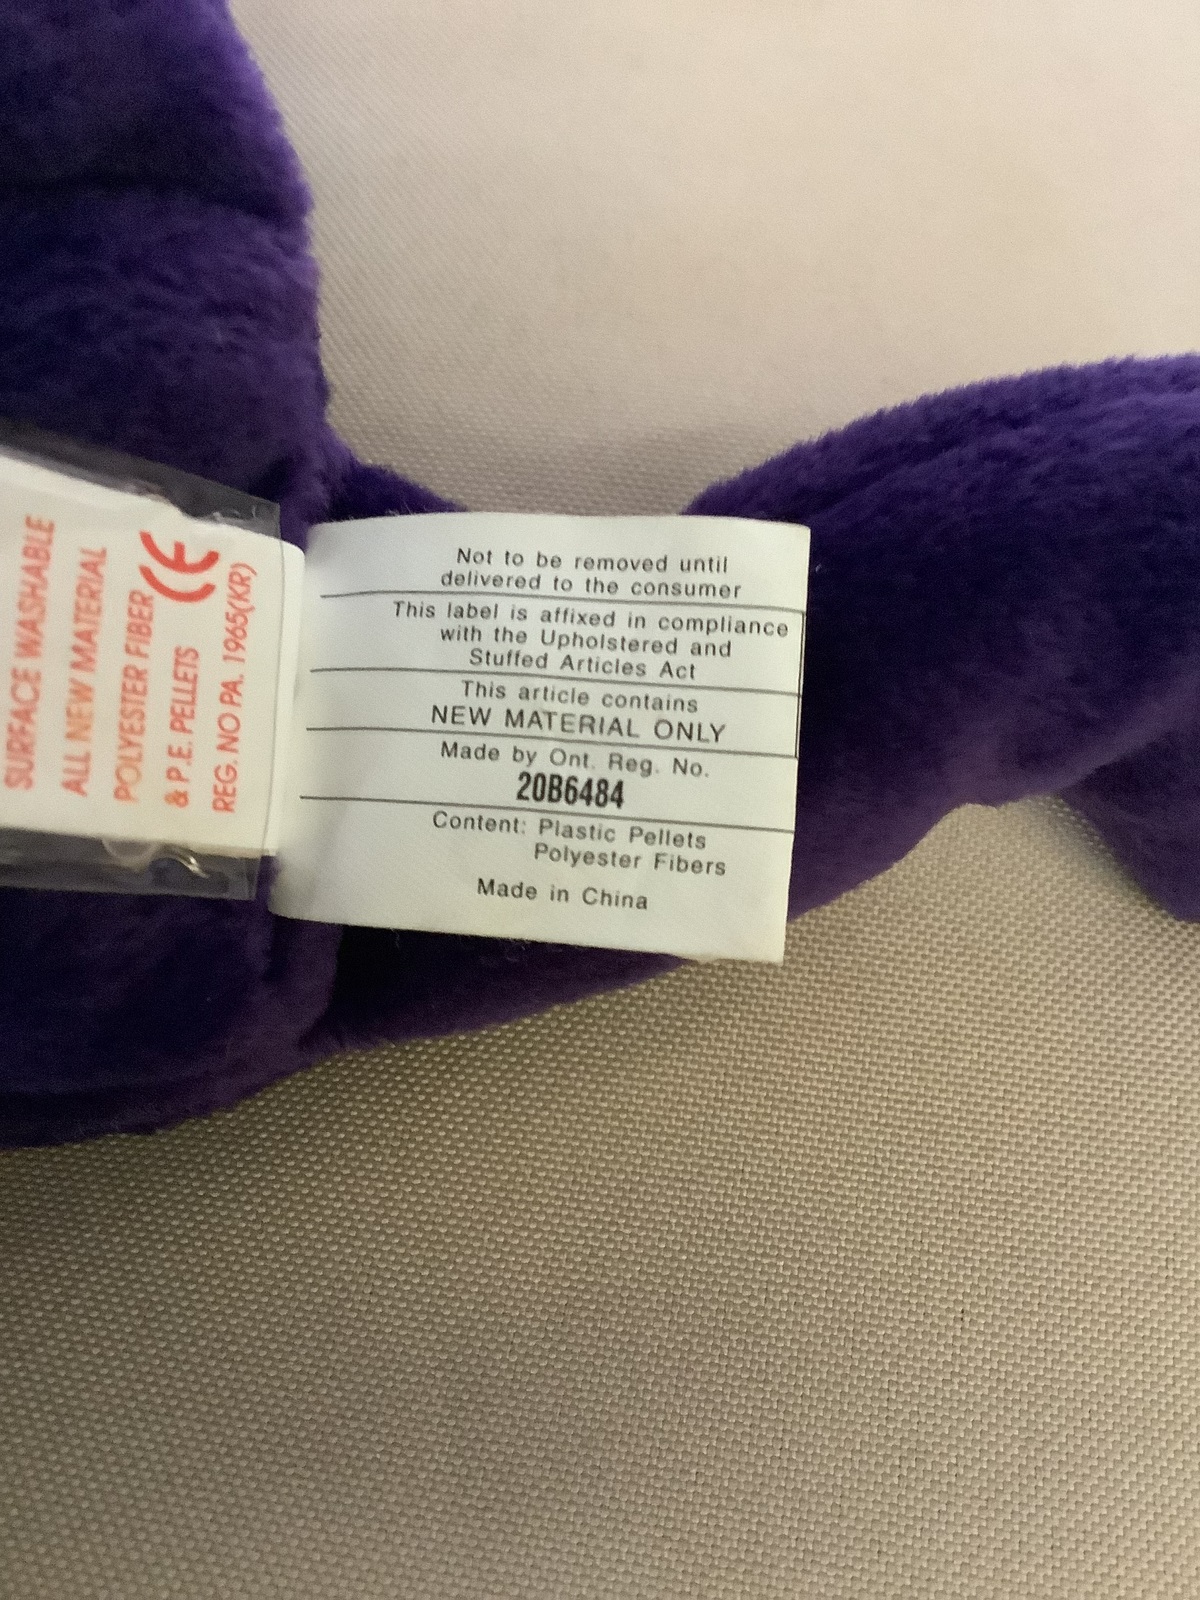 SURFACE WASHABLE
ALL NEW MATERIAL
POLYESTER FIBER
& P.E. PELLETS CE
REG. NO PA. 1965(KR)
Not to be removed until
delivered to the consumer
This label is affixed in compliance
with the Upholstered and
Stuffed Articles Act
This article contains
NEW MATERIAL ONLY
Made by Ont. Reg. No.
20B6484
Content: Plastic Pellets
Polyester Fibers
Made in China